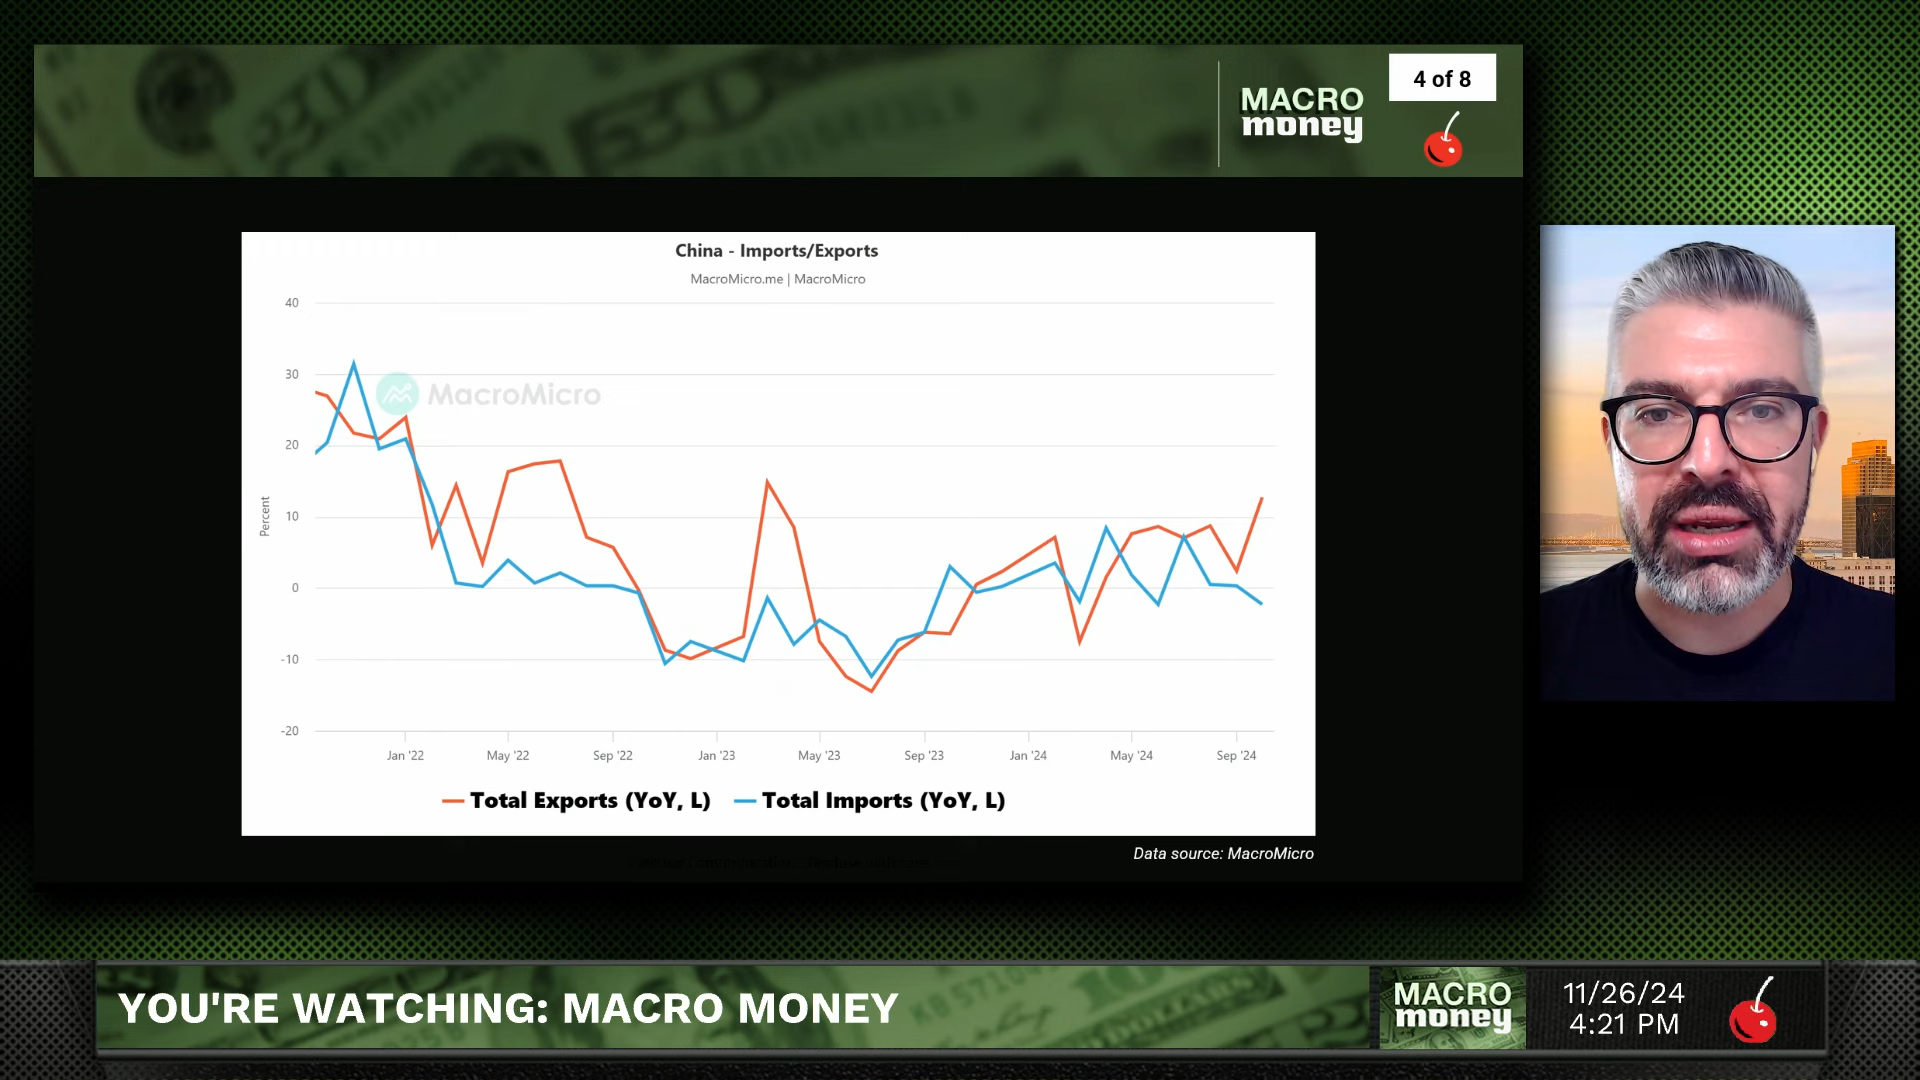 MACRO
money
4 of 8
China - Imports/Exports
MacroMicro.me | MacroMicro
MacroMicro
Percent
40
30
20
10
0
-10
-20
Jan '22 May '22 Sep '22 Jan '23 May '23 Sep '23 Jan '24 May '24 Sep '24
Total Exports (YoY, L) Total Imports (YoY, L)
Data source: MacroMicro
YOU'RE WATCHING: MACRO MONEY
MACRO
money
11/26/24
4:21 PM